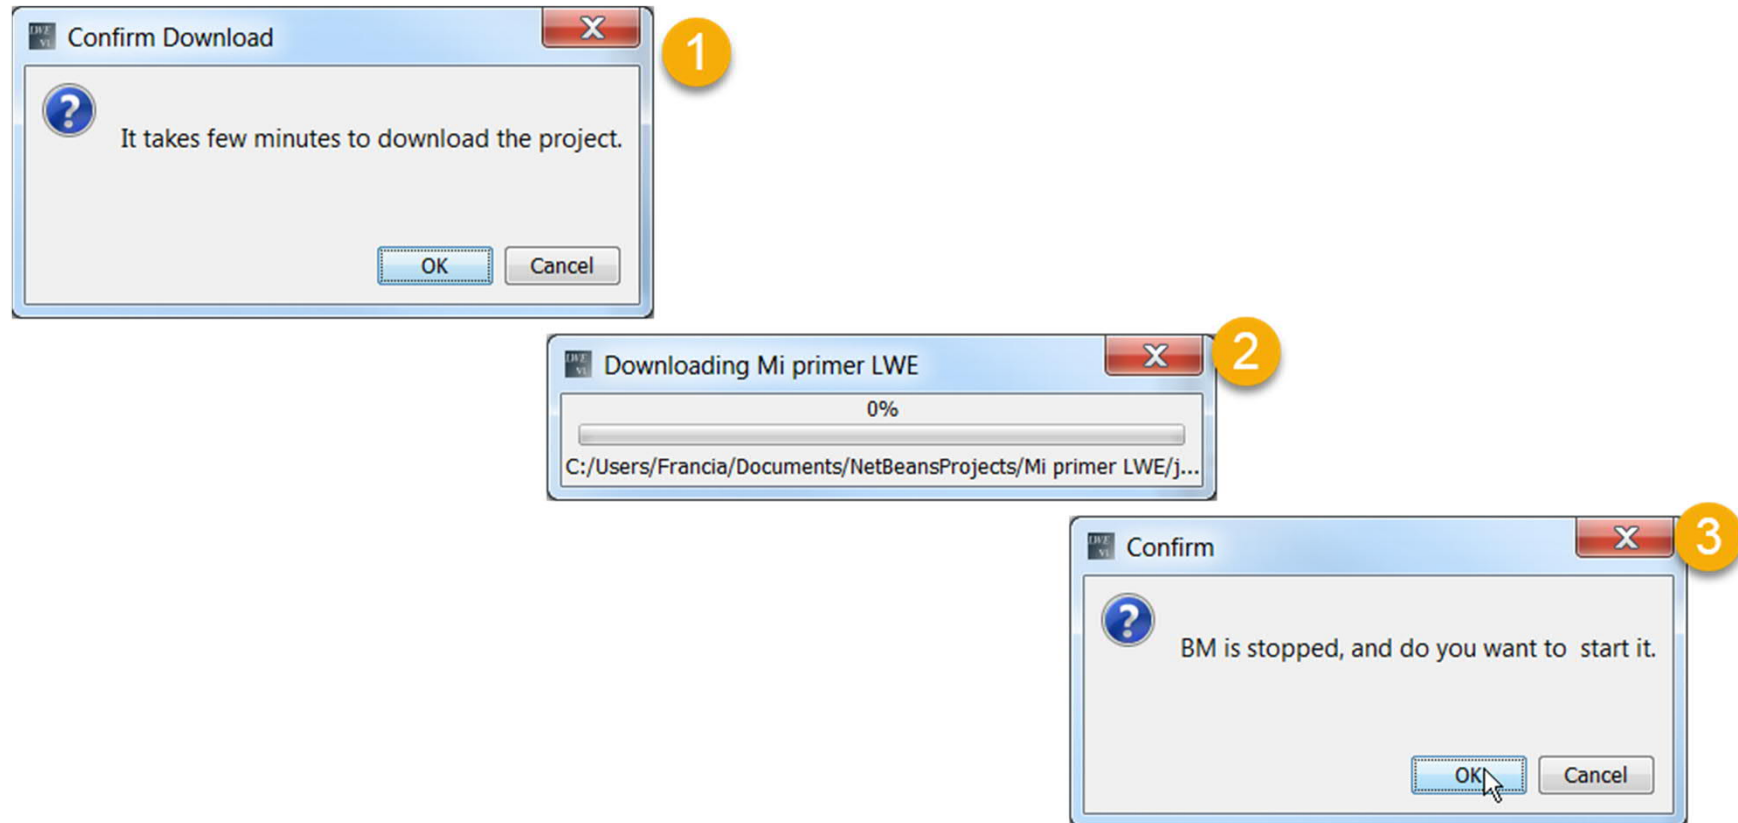 Confirm Download
1
It takes few minutes to download the project.
OK Cancel
Downloading Mi primer LWE
2
0%
C:/Users/Francia/Documents/NetBeansProjects/Mi primer LWE/j...
Confirm
3
BM is stopped, and do you want to  start it.
OK Cancel